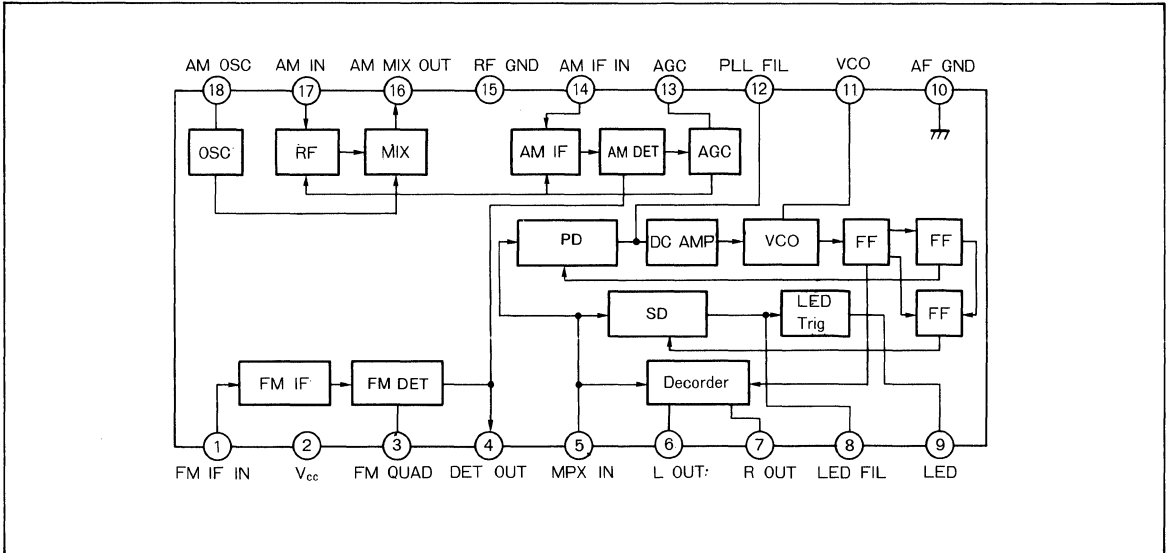 AM OSC AM IN AM MIX OUT RF GND AM IF IN AGC PLL FIL VCO AF GND
18 17 16 15 14 13 12 11 10
OSC RF MIX AM IF AM DET AGC
PD DC AMP VCO FF FF
SD LED Trig FF
FM IF FM DET Decorder
1 2 3 4 5 6 7 8 9
FM IF IN Vcc FM QUAD DET OUT MPX IN L OUT: R OUT LED FIL LED